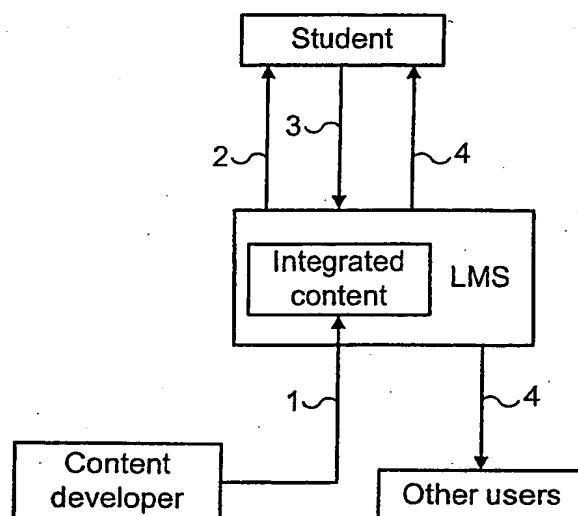 Student
2
3
4
Integrated
content
LMS
1
4
Content
developer
Other users